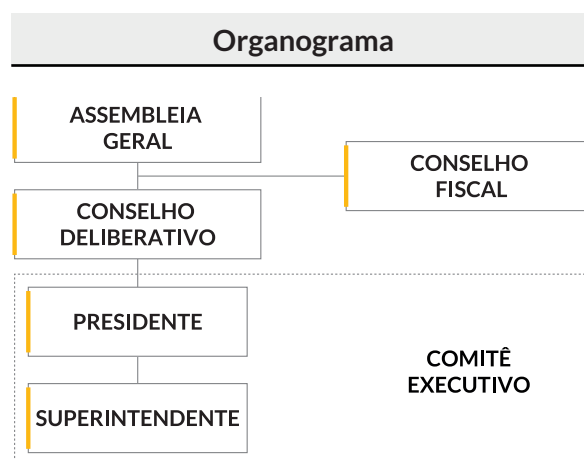 Organograma
ASSEMBLEIA
GERAL
CONSELHO
FISCAL
CONSELHO
DELIBERATIVO
PRESIDENTE
COMITÊ
EXECUTIVO
SUPERINTENDENTE